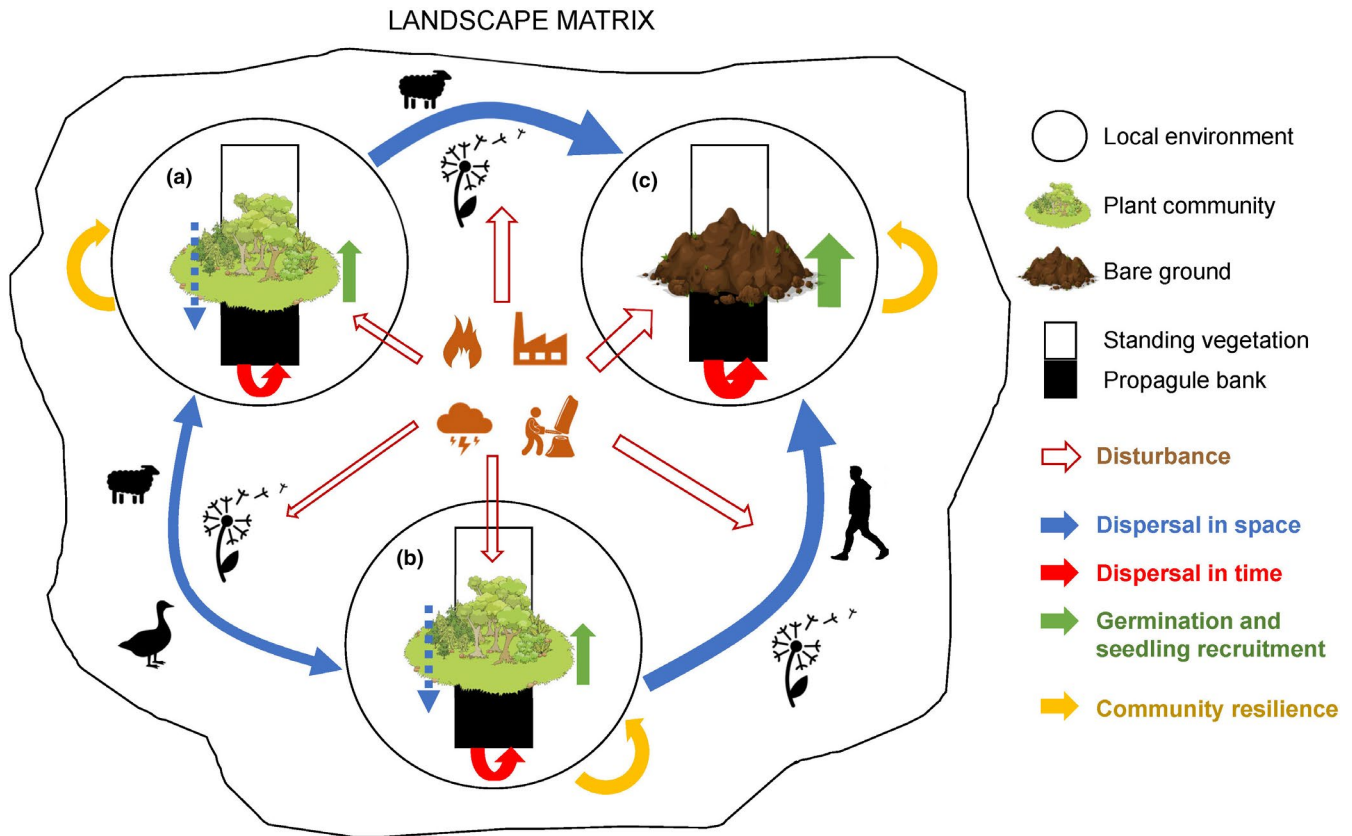 LANDSCAPE MATRIX
(a)
(c)
(b)
Local environment
Plant community
Bare ground
Standing vegetation
Propagule bank
Disturbance
Dispersal in space
Dispersal in time
Germination and
seedling recruitment
Community resilience